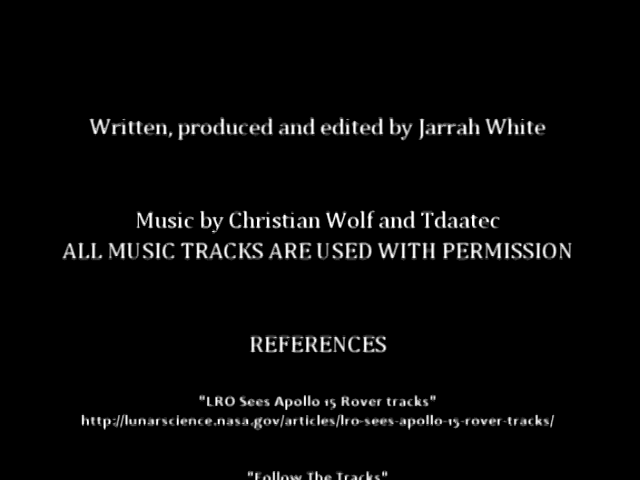 Written, produced and edited by Jarrah White
Music by Christian Wolf and Tdaatec
ALL MUSIC TRACKS ARE USED WITH PERMISSION
REFERENCES
"LRO Sees Apollo 15 Rover tracks"
http://lunarscience.nasa.gov/articles/lro-sees-apollo-15-rover-tracks/
"Follow The Tracks"